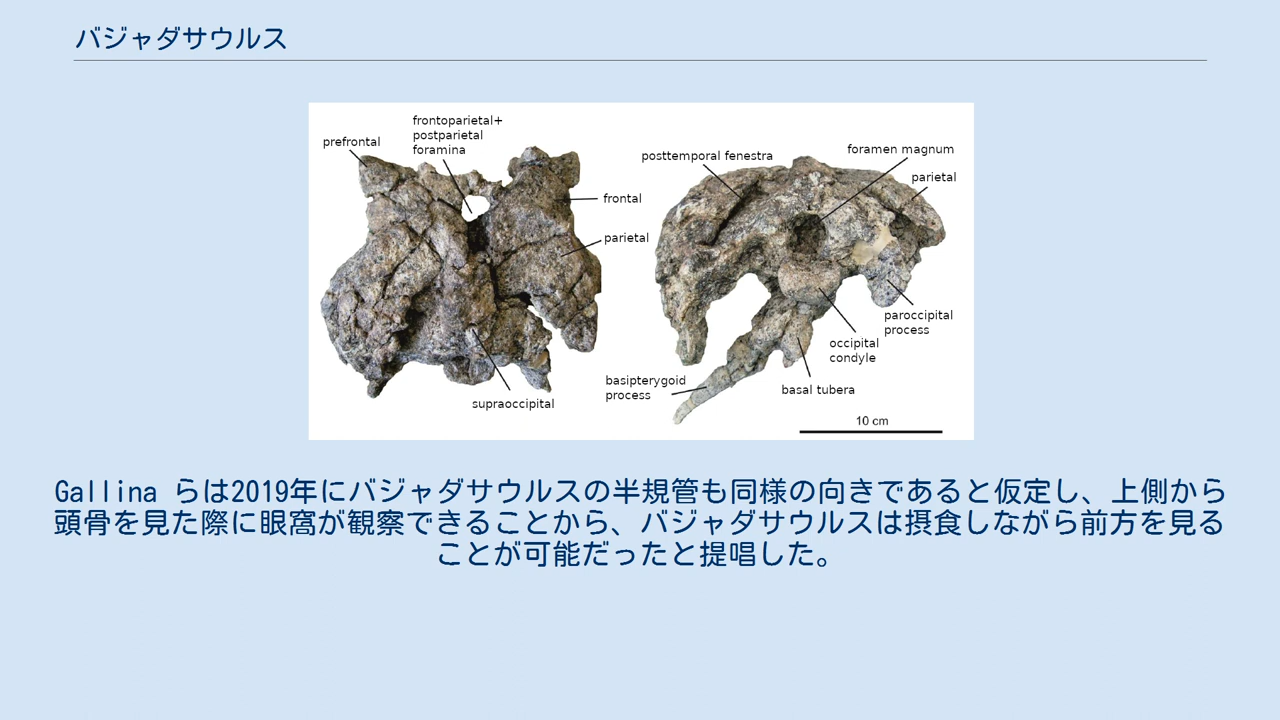 バジャダサウルス
frontoparietal+
postparietal
foramina
prefrontal
frontal
parietal
supraoccipital
posttemporal fenestra
foramen magnum
parietal
paroccipital
process
occipital
condyle
basipterygoid
process
basal tubera
10 cm
Gallina らは2019年にバジャダサウルスの半規管も同様の向きであると仮定し、上側から
頭骨を見た際に眼窩が観察できることから、バジャダサウルスは摂食しながら前方を見る
ことが可能だったと提唱した。